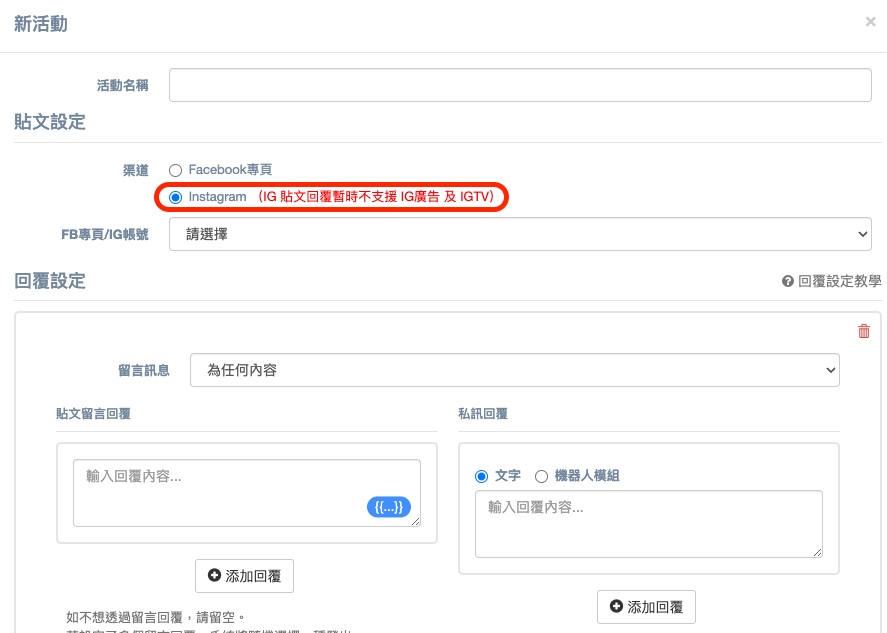 新活動
×
活動名稱
貼文設定
渠道
Facebook專頁
Instagram (IG 貼文回覆暫時不支援 IG廣告 及 IGTV)
FB專頁/IG帳號
請選擇
回覆設定
回覆設定教學
留言訊息
為任何內容
貼文留言回覆
私訊回覆
輸入回覆內容...
{{...}}
文字
機器人模組
輸入回覆內容...
添加回覆
添加回覆
如不想透過留言回覆，請留空。